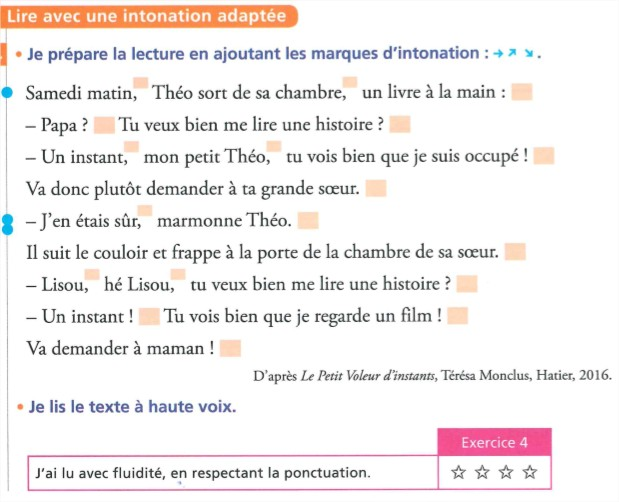 Lire avec une intonation adaptée
• Je prépare la lecture en ajoutant les marques d'intonation : → ↗ ↘ .
Samedi matin, Théo sort de sa chambre, un livre à la main :
– Papa ? Tu veux bien me lire une histoire ?
– Un instant, mon petit Théo, tu vois bien que je suis occupé !
Va donc plutôt demander à ta grande sœur.
– J'en étais sûr, marmonne Théo.
Il suit le couloir et frappe à la porte de la chambre de sa sœur.
– Lisou, hé Lisou, tu veux bien me lire une histoire ?
– Un instant ! Tu vois bien que je regarde un film !
Va demander à maman !
D'après Le Petit Voleur d'instants, Térésa Monclus, Hatier, 2016.
• Je lis le texte à haute voix.
Exercice 4
J'ai lu avec fluidité, en respectant la ponctuation. ☆ ☆ ☆ ☆